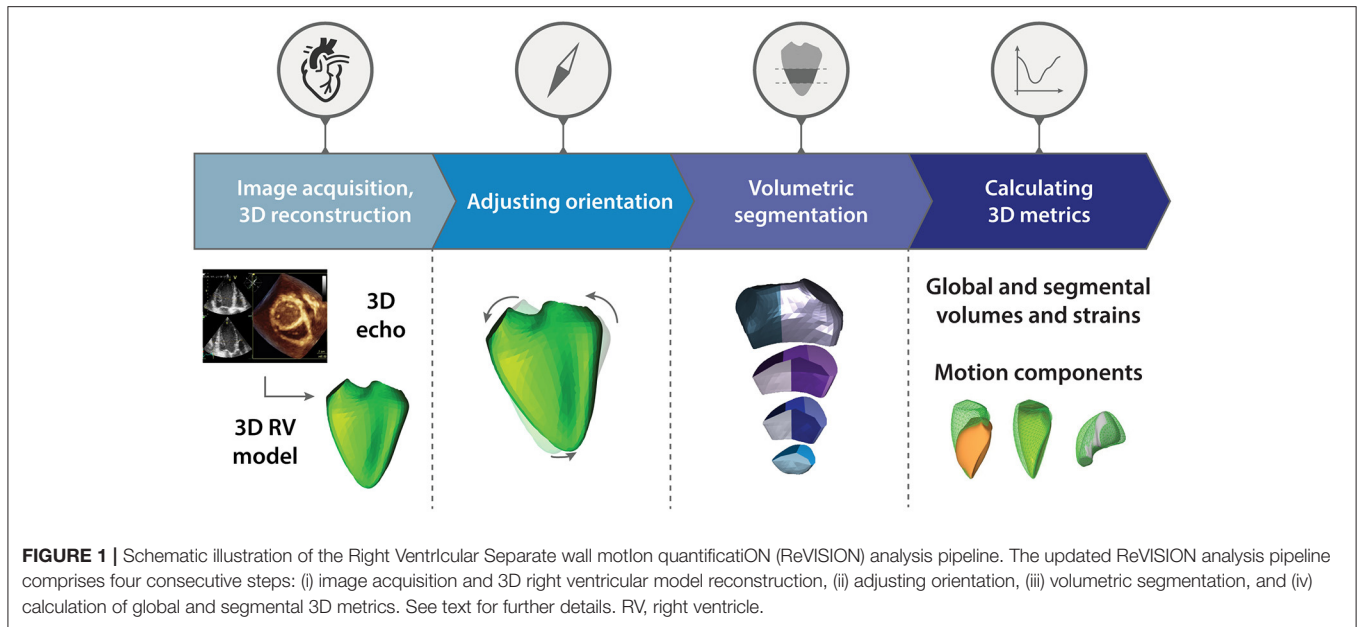 Image acquisition,
3D reconstruction
Adjusting orientation
Volumetric
segmentation
Calculating
3D metrics
3D
echo
3D RV
model
Global and segmental
volumes and strains
Motion components
FIGURE 1 | Schematic illustration of the Right VentrIcular Separate wall motIon quantificatiON (ReVISION) analysis pipeline. The updated ReVISION analysis pipeline
comprises four consecutive steps: (i) image acquisition and 3D right ventricular model reconstruction, (ii) adjusting orientation, (iii) volumetric segmentation, and (iv)
calculation of global and segmental 3D metrics. See text for further details. RV, right ventricle.